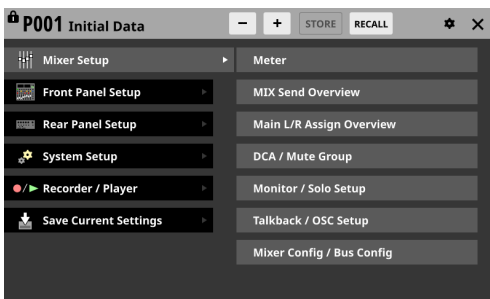 P001 Initial Data - + STORE RECALL
Mixer Setup
Front Panel Setup
Rear Panel Setup
System Setup
Recorder / Player
Save Current Settings
Meter
MIX Send Overview
Main L/R Assign Overview
DCA / Mute Group
Monitor / Solo Setup
Talkback / OSC Setup
Mixer Config / Bus Config